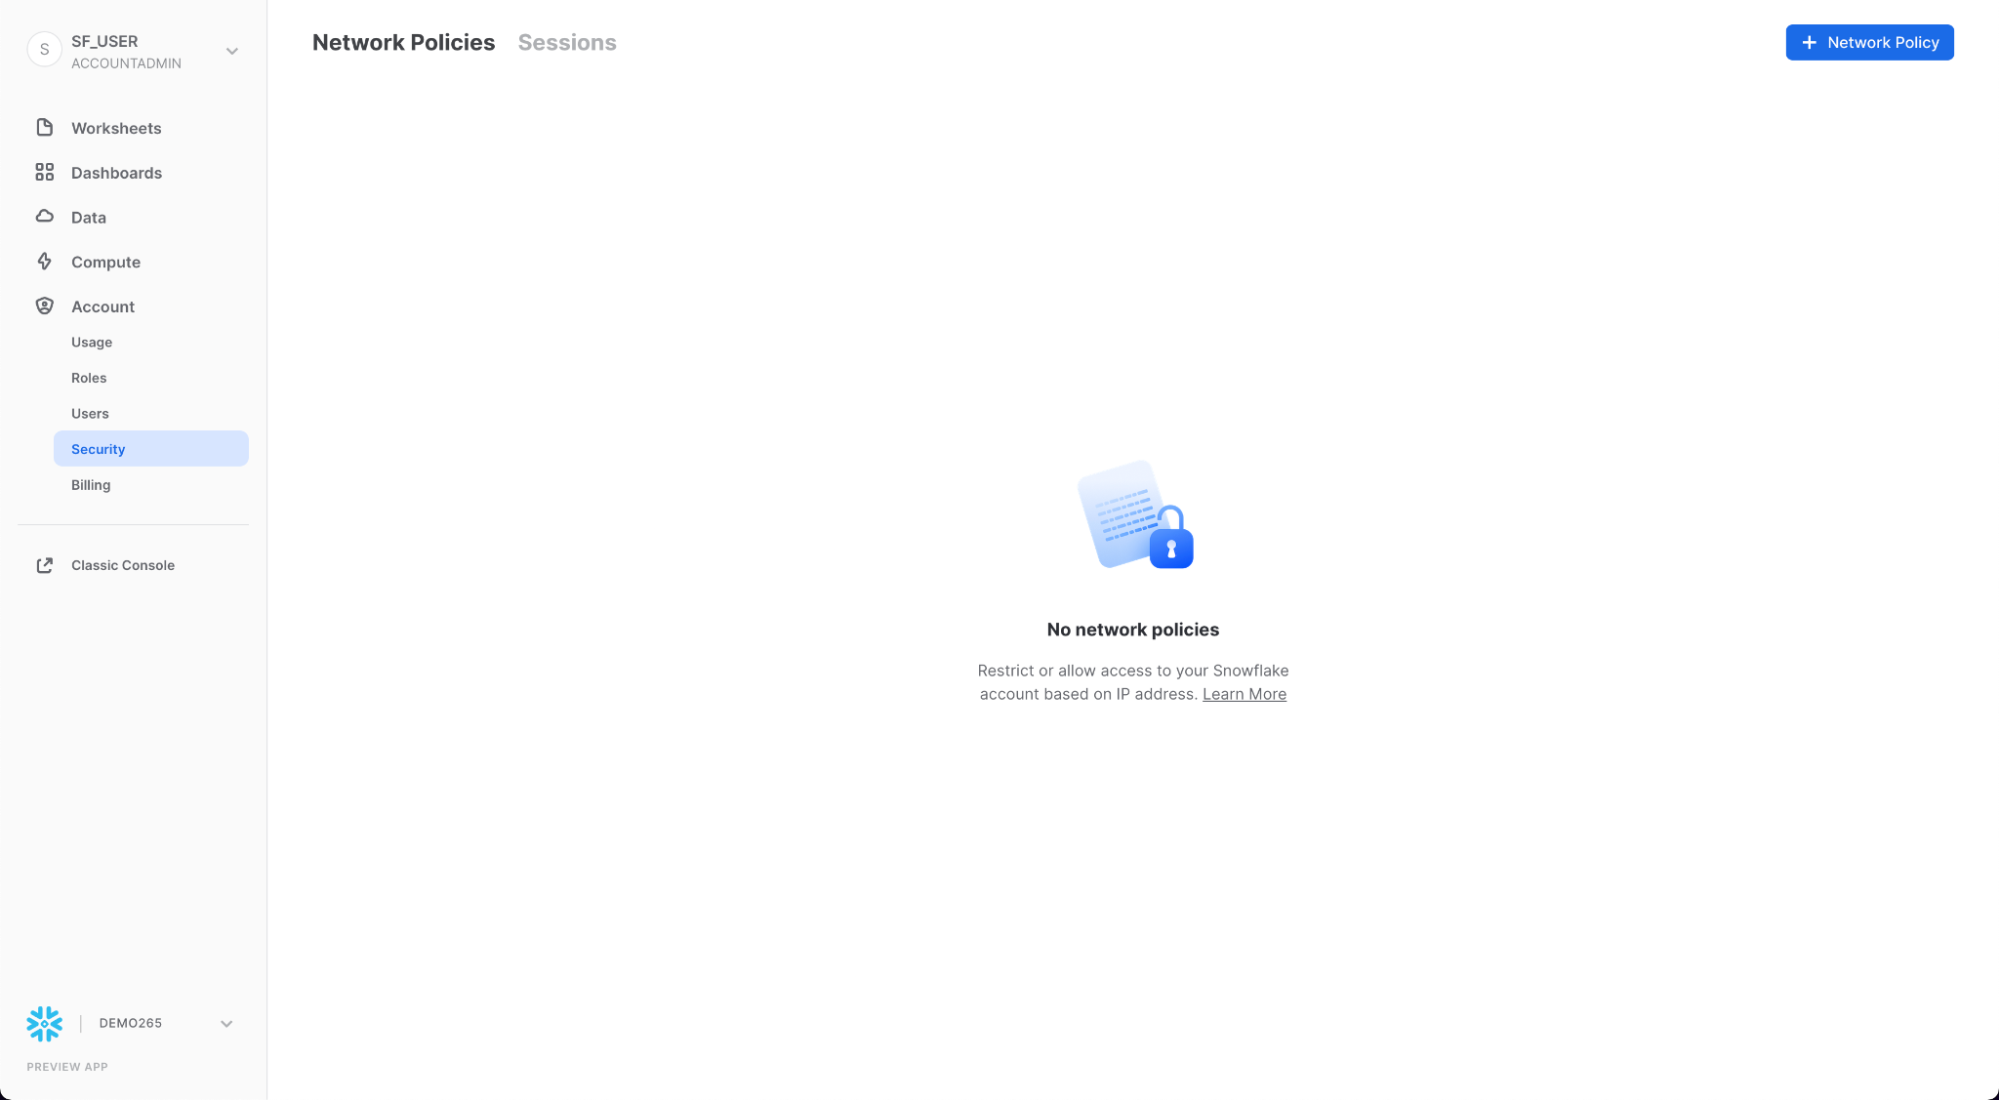 S
SF_USER
ACCOUNTADMIN
Worksheets
Dashboards
Data
Compute
Account
Usage
Roles
Users
Security
Billing
Classic Console
DEMO265
PREVIEW APP
Network Policies Sessions
Network Policy
No network policies
Restrict or allow access to your Snowflake
account based on IP address. Learn More